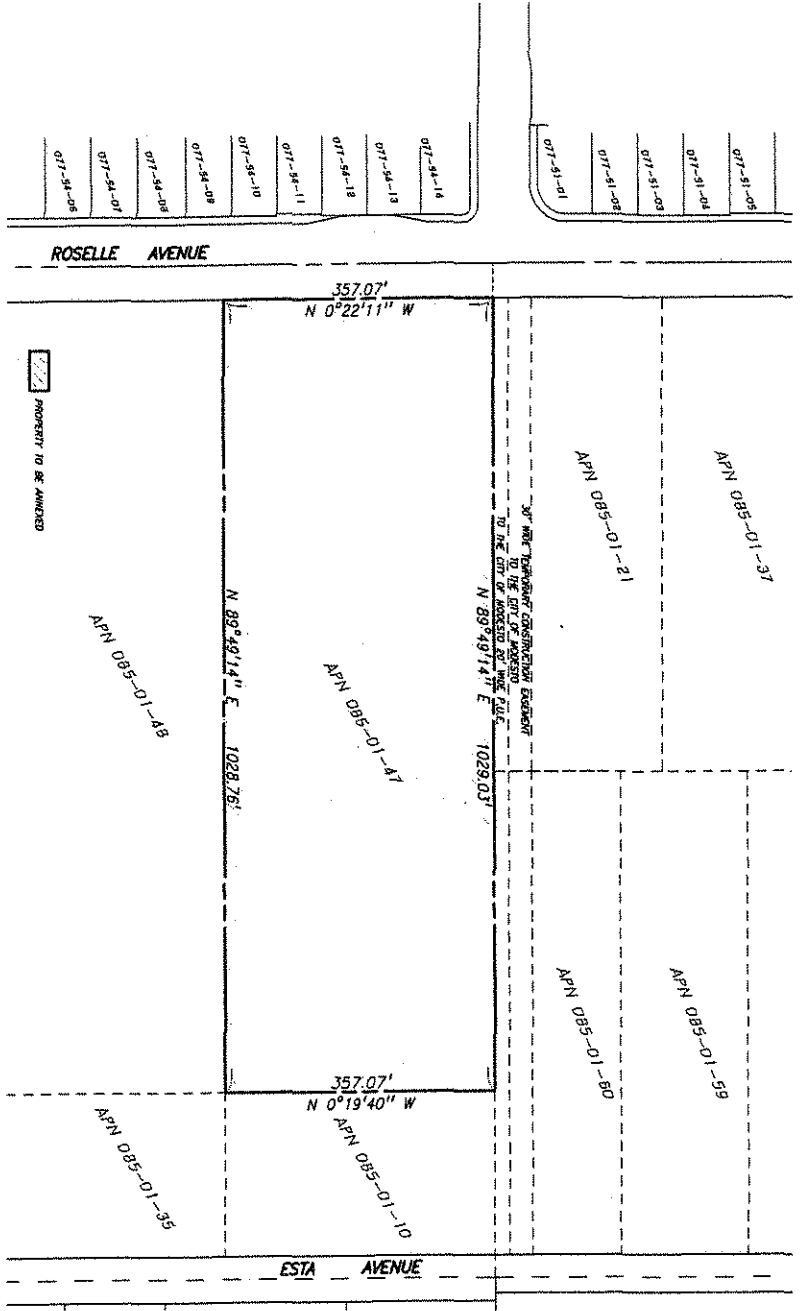 077-54-06
077-54-07
077-54-08
077-54-09
077-54-10
077-54-11
077-54-12
077-54-13
077-54-14
077-51-01
077-51-02
077-51-03
077-51-04
077-51-05
ROSELLE AVENUE
357.07'
N 0°22'11" W
PROPERTY TO BE ANNEXED
APN 085-01-48
N 89°49'14" E 1028.76'
APN 085-01-47
N 89°49'14" E 1029.03'
TO THE CITY OF MODESTO 20' WIDE P.U.E.
30' WIDE TEMPORARY CONSTRUCTION EASEMENT
TO THE CITY OF MODESTO
APN 085-01-21
APN 085-01-37
APN 085-01-60
APN 085-01-59
357.07'
N 0°19'40" W
APN 085-01-35
APN 085-01-10
ESTA AVENUE